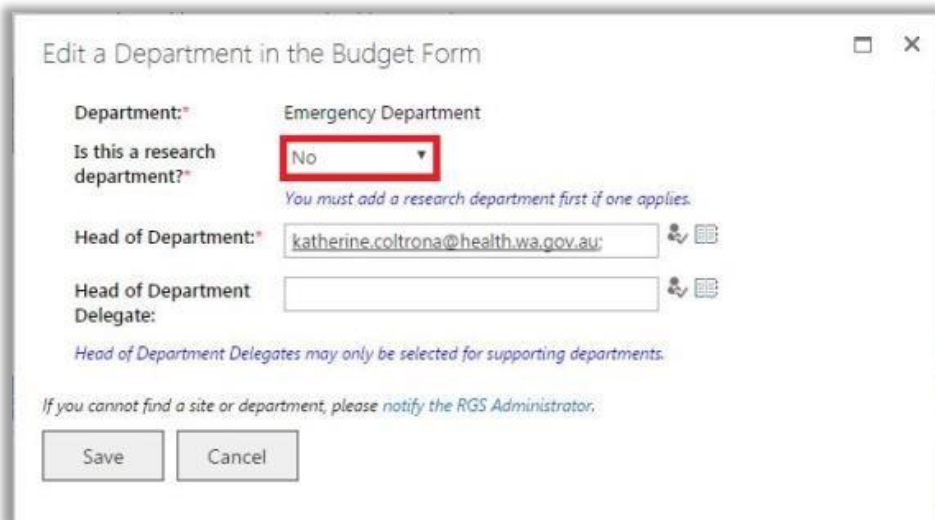 Edit a Department in the Budget Form
Department:* Emergency Department
Is this a research department?* No
You must add a research department first if one applies.
Head of Department:* katherine.coltrona@health.wa.gov.au;
Head of Department
Delegate:
Head of Department Delegates may only be selected for supporting departments.
If you cannot find a site or department, please notify the RGS Administrator.
Save Cancel